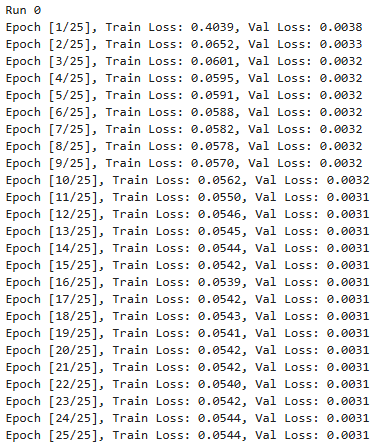 Run 0
Epoch [1/25], Train Loss: 0.4039, Val Loss: 0.0038
Epoch [2/25], Train Loss: 0.0652, Val Loss: 0.0033
Epoch [3/25], Train Loss: 0.0601, Val Loss: 0.0032
Epoch [4/25], Train Loss: 0.0595, Val Loss: 0.0032
Epoch [5/25], Train Loss: 0.0591, Val Loss: 0.0032
Epoch [6/25], Train Loss: 0.0588, Val Loss: 0.0032
Epoch [7/25], Train Loss: 0.0582, Val Loss: 0.0032
Epoch [8/25], Train Loss: 0.0578, Val Loss: 0.0032
Epoch [9/25], Train Loss: 0.0570, Val Loss: 0.0032
Epoch [10/25], Train Loss: 0.0562, Val Loss: 0.0032
Epoch [11/25], Train Loss: 0.0550, Val Loss: 0.0031
Epoch [12/25], Train Loss: 0.0546, Val Loss: 0.0031
Epoch [13/25], Train Loss: 0.0545, Val Loss: 0.0031
Epoch [14/25], Train Loss: 0.0544, Val Loss: 0.0031
Epoch [15/25], Train Loss: 0.0542, Val Loss: 0.0031
Epoch [16/25], Train Loss: 0.0539, Val Loss: 0.0031
Epoch [17/25], Train Loss: 0.0542, Val Loss: 0.0031
Epoch [18/25], Train Loss: 0.0543, Val Loss: 0.0031
Epoch [19/25], Train Loss: 0.0541, Val Loss: 0.0031
Epoch [20/25], Train Loss: 0.0542, Val Loss: 0.0031
Epoch [21/25], Train Loss: 0.0542, Val Loss: 0.0031
Epoch [22/25], Train Loss: 0.0540, Val Loss: 0.0031
Epoch [23/25], Train Loss: 0.0542, Val Loss: 0.0031
Epoch [24/25], Train Loss: 0.0544, Val Loss: 0.0031
Epoch [25/25], Train Loss: 0.0544, Val Loss: 0.0031